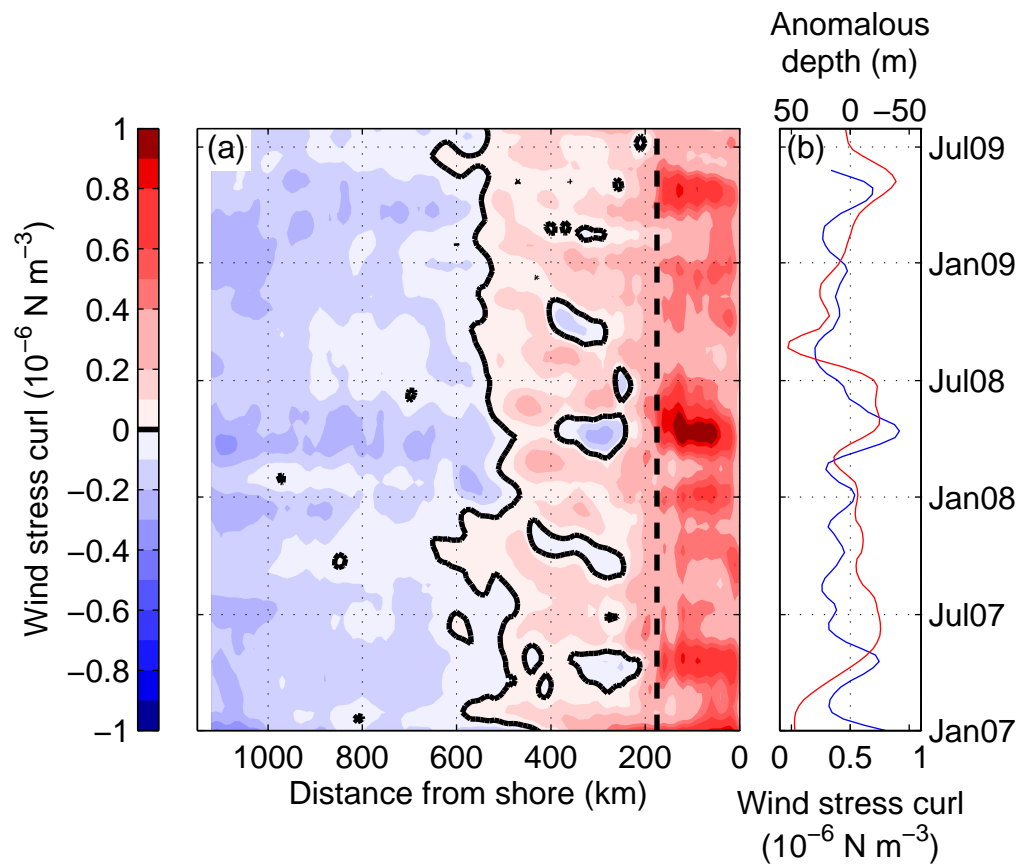 Anomalous
depth (m)
50 0 −50
1
0.8
0.6
0.4
0.2
0
−0.2
−0.4
−0.6
−0.8
−1
Wind stress curl (10−6 N m−3)
(a)
(b)
Jul09
Jan09
Jul08
Jan08
Jul07
Jan07
1000 800 600 400 200 0
Distance from shore (km)
0 0.5 1
Wind stress curl
(10−6 N m−3)